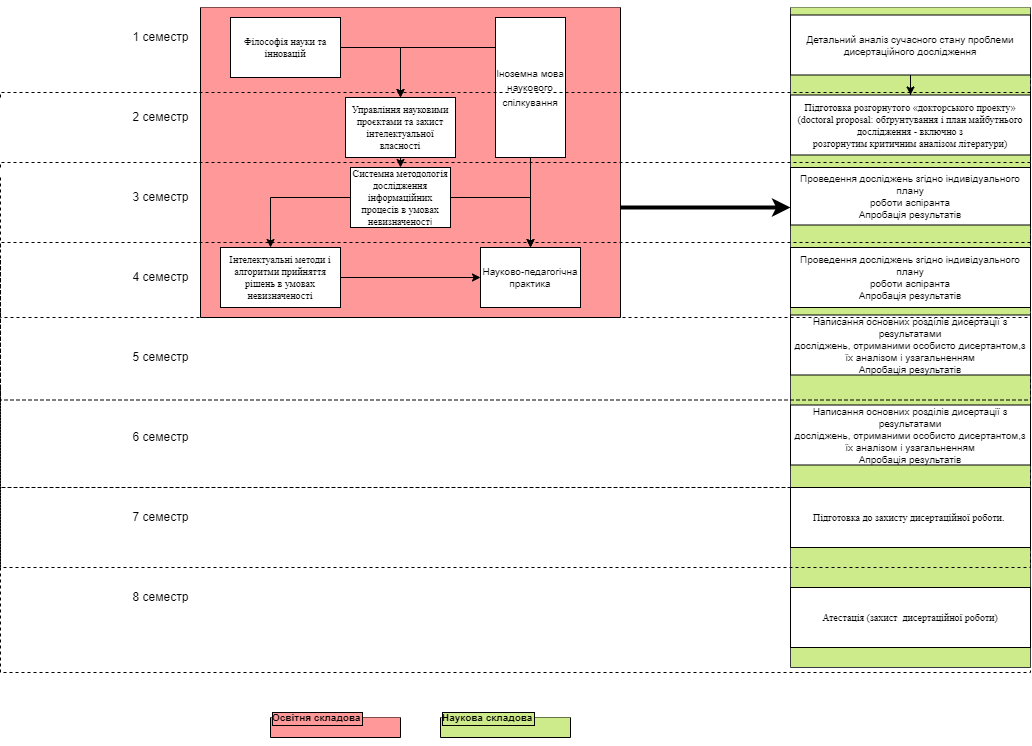 1 семестр
Філософія науки та
інновацій
Іноземна мова
наукового
спілкування
Детальний аналіз сучасного стану проблеми
дисертаційного дослідження
2 семестр
Управління науковими
проєктами та захист
інтелектуальної
власності
Підготовка розгорнутого «докторського проекту»
(doctoral proposal: обґрунтування і план майбутнього
дослідження - включно з
розгорнутим критичним аналізом літератури)
3 семестр
Системна методологія
дослідження
інформаційних
процесів в умовах
невизначеності
Проведення досліджень згідно індивідуального
плану
роботи аспіранта
Апробація результатів
4 семестр
Інтелектуальні методи і
алгоритми прийняття
рішень в умовах
невизначеності
Науково-педагогічна
практика
Проведення досліджень згідно індивідуального
плану
роботи аспіранта
Апробація результатів
5 семестр
Написання основних розділів дисертації з
результатами
досліджень, отриманими особисто дисертантом,з
їх аналізом і узагальненням
Апробація результатів
6 семестр
Написання основних розділів дисертації з
результатами
досліджень, отриманими особисто дисертантом,з
їх аналізом і узагальненням
Апробація результатів
7 семестр
Підготовка до захисту дисертаційної роботи.
8 семестр
Атестація (захист дисертаційної роботи)
Освітня складова
Наукова складова